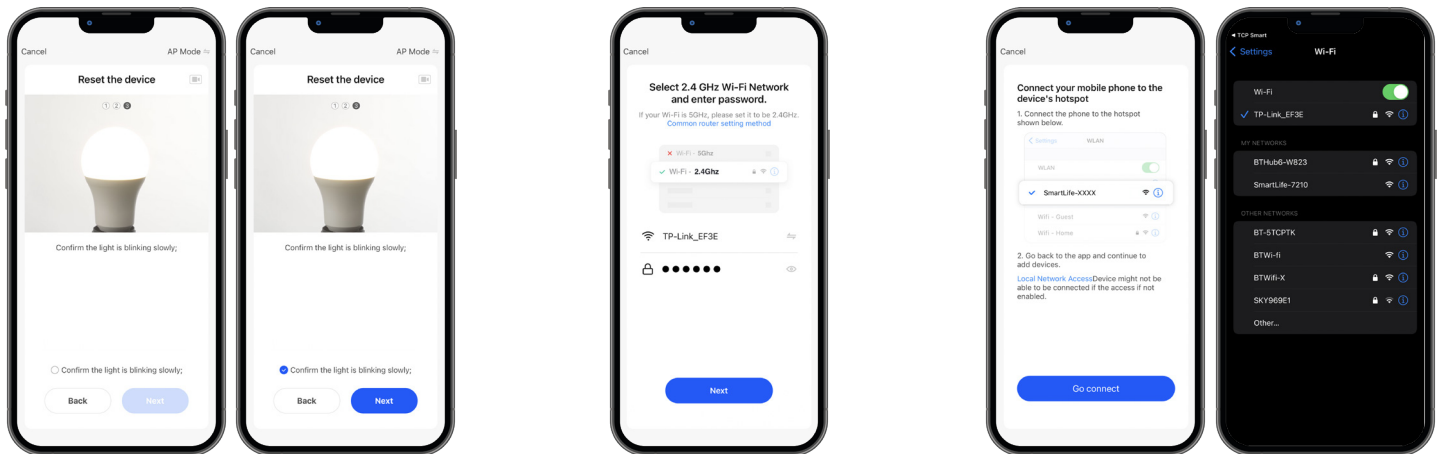 Cancel
AP Mode
Reset the device
1 2 3
Confirm the light is blinking slowly;
Confirm the light is blinking slowly;
Back
Next
Cancel
AP Mode
Reset the device
1 2 3
Confirm the light is blinking slowly;
Confirm the light is blinking slowly;
Back
Next
Cancel
Select 2.4 GHz Wi-Fi Network
and enter password.
If your Wi-Fi is 5GHz, please set it to be 2.4GHz.
Common router setting method
Wi-Fi - 5Ghz
Wi-Fi - 2.4Ghz
TP-Link_EF3E
Next
Cancel
Connect your mobile phone to the
device's hotspot
1. Connect the phone to the hotspot
shown below.
Settings
WLAN
WLAN
SmartLife-XXXX
Wifi - Guest
Wifi - Home
2. Go back to the app and continue to
add devices.
Local Network AccessDevice might not be
able to be connected if the access if not
enabled.
Go connect
TCP Smart
Settings
Wi-Fi
Wi-Fi
TP-Link_EF3E
MY NETWORKS
BTHub6-W823
SmartLife-7210
OTHER NETWORKS
BT-5TCPTK
BTWi-fi
BTWifi-X
SKY969E1
Other...